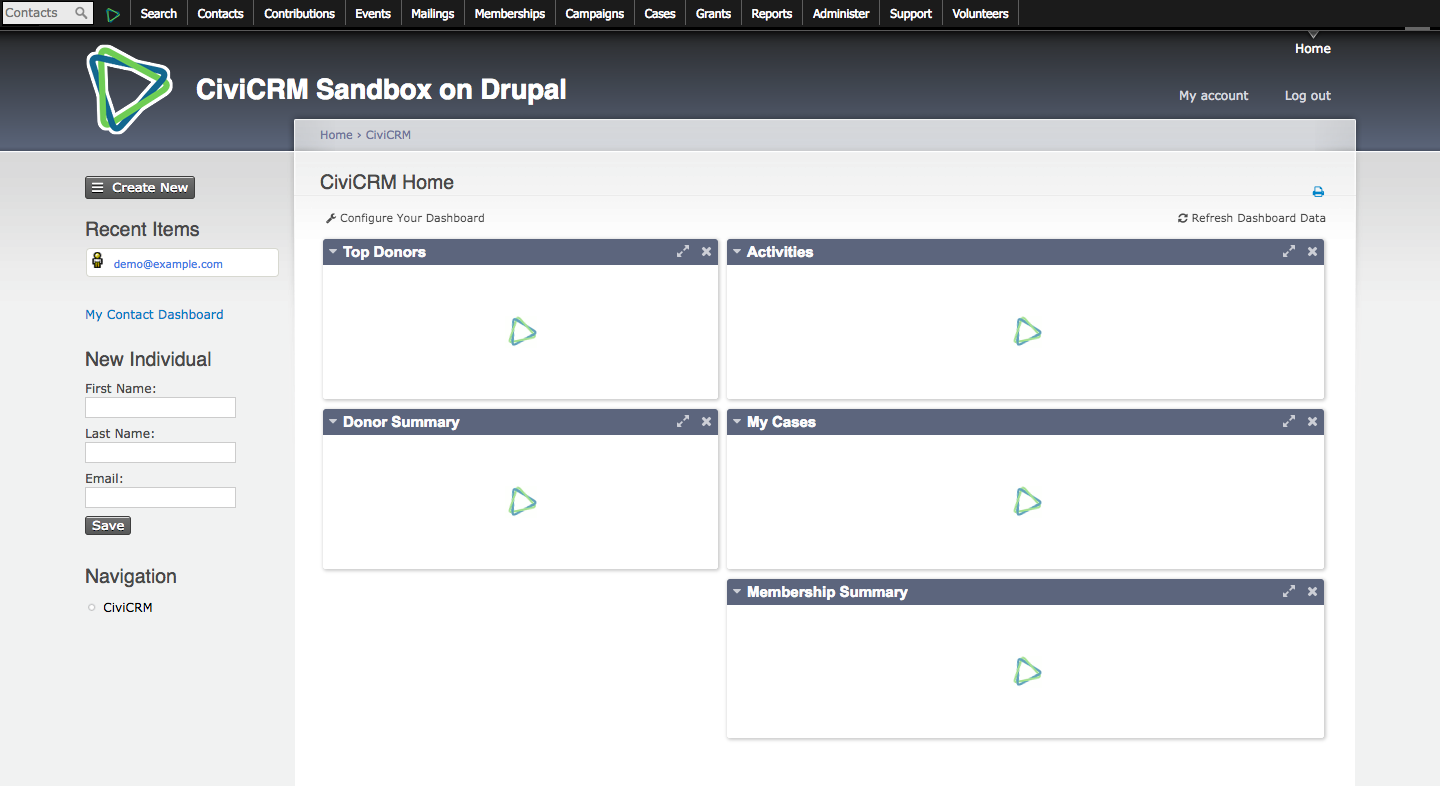 Contacts Search Contacts Contributions Events Mailings Memberships Campaigns Cases Grants Reports Administer Support Volunteers
Home
CiviCRM Sandbox on Drupal
My account Log out
Home › CiviCRM
Create New
Recent Items
demo@example.com
My Contact Dashboard
New Individual
First Name:
Last Name:
Email:
Save
Navigation
CiviCRM
CiviCRM Home
Configure Your Dashboard Refresh Dashboard Data
Top Donors Activities
Donor Summary My Cases
Membership Summary